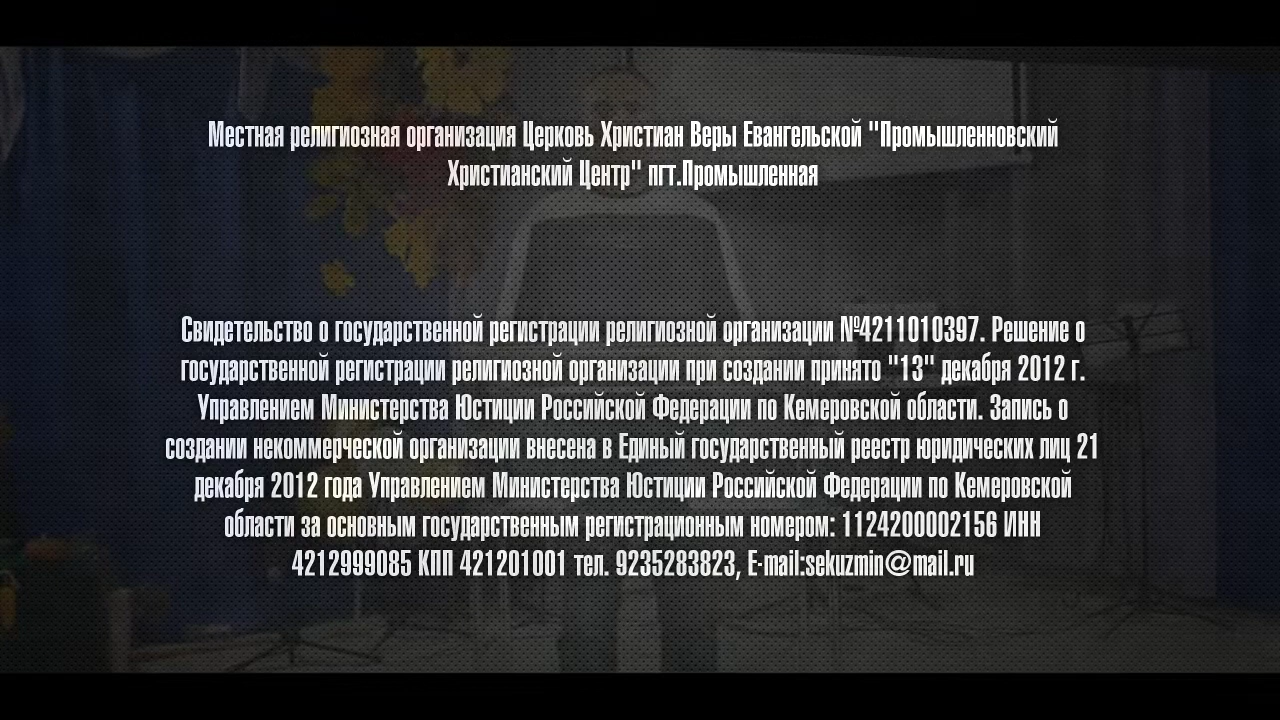 Местная религиозная организация Церковь Христиан Веры Евангельской "Промышленновский
Христианский Центр" пгт.Промышленная
Свидетельство о государственной регистрации религиозной организации №4211010397. Решение о
государственной регистрации религиозной организации при создании принято "13" декабря 2012 г.
Управлением Министерства Юстиции Российской Федерации по Кемеровской области. Запись о
создании некоммерческой организации внесена в Единый государственный реестр юридических лиц 21
декабря 2012 года Управлением Министерства Юстиции Российской Федерации по Кемеровской
области за основным государственным регистрационным номером: 1124200002156 ИНН
4212999085 КПП 421201001 тел. 9235283823, E-mail:sekuzmin@mail.ru